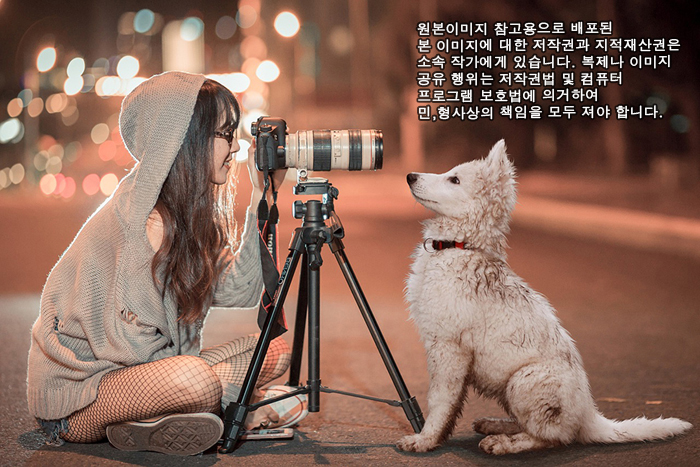 원본이미지 참고용으로 배포된
본 이미지에 대한 저작권과 지적재산권은
소속 작가에게 있습니다. 복제나 이미지
공유 행위는 저작권법 및 컴퓨터
프로그램 보호법에 의거하여
민,형사상의 책임을 모두 져야 합니다.